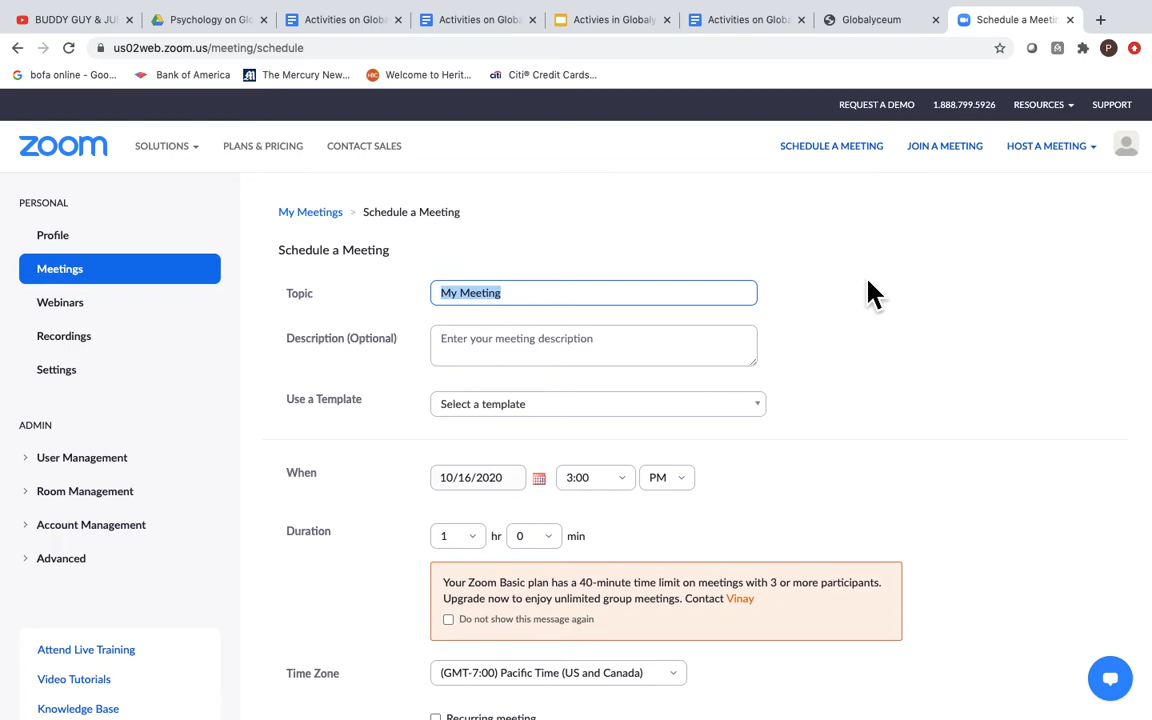 BUDDY GUY & JU
Psychology on Glo
Activities on Globa
Activities on Globa
Activies in Globaly
Activities on Globa
Globalyceum
Schedule a Meetin
us02web.zoom.us/meeting/schedule
P
bofa online - Goo...
Bank of America
The Mercury New...
Welcome to Herit...
Citi® Credit Cards...
REQUEST A DEMO
1.888.799.5926
RESOURCES
SUPPORT
zoom
SOLUTIONS
PLANS & PRICING
CONTACT SALES
SCHEDULE A MEETING
JOIN A MEETING
HOST A MEETING
PERSONAL
Profile
Meetings
Webinars
Recordings
Settings
ADMIN
User Management
Room Management
Account Management
Advanced
Attend Live Training
Video Tutorials
Knowledge Base
My Meetings > Schedule a Meeting
Schedule a Meeting
Topic
My Meeting
Description (Optional)
Enter your meeting description
Use a Template
Select a template
When
10/16/2020
3:00
PM
Duration
1
hr
0
min
Your Zoom Basic plan has a 40-minute time limit on meetings with 3 or more participants.
Upgrade now to enjoy unlimited group meetings. Contact Vinay
Do not show this message again
Time Zone
(GMT-7:00) Pacific Time (US and Canada)
Recurring meeting